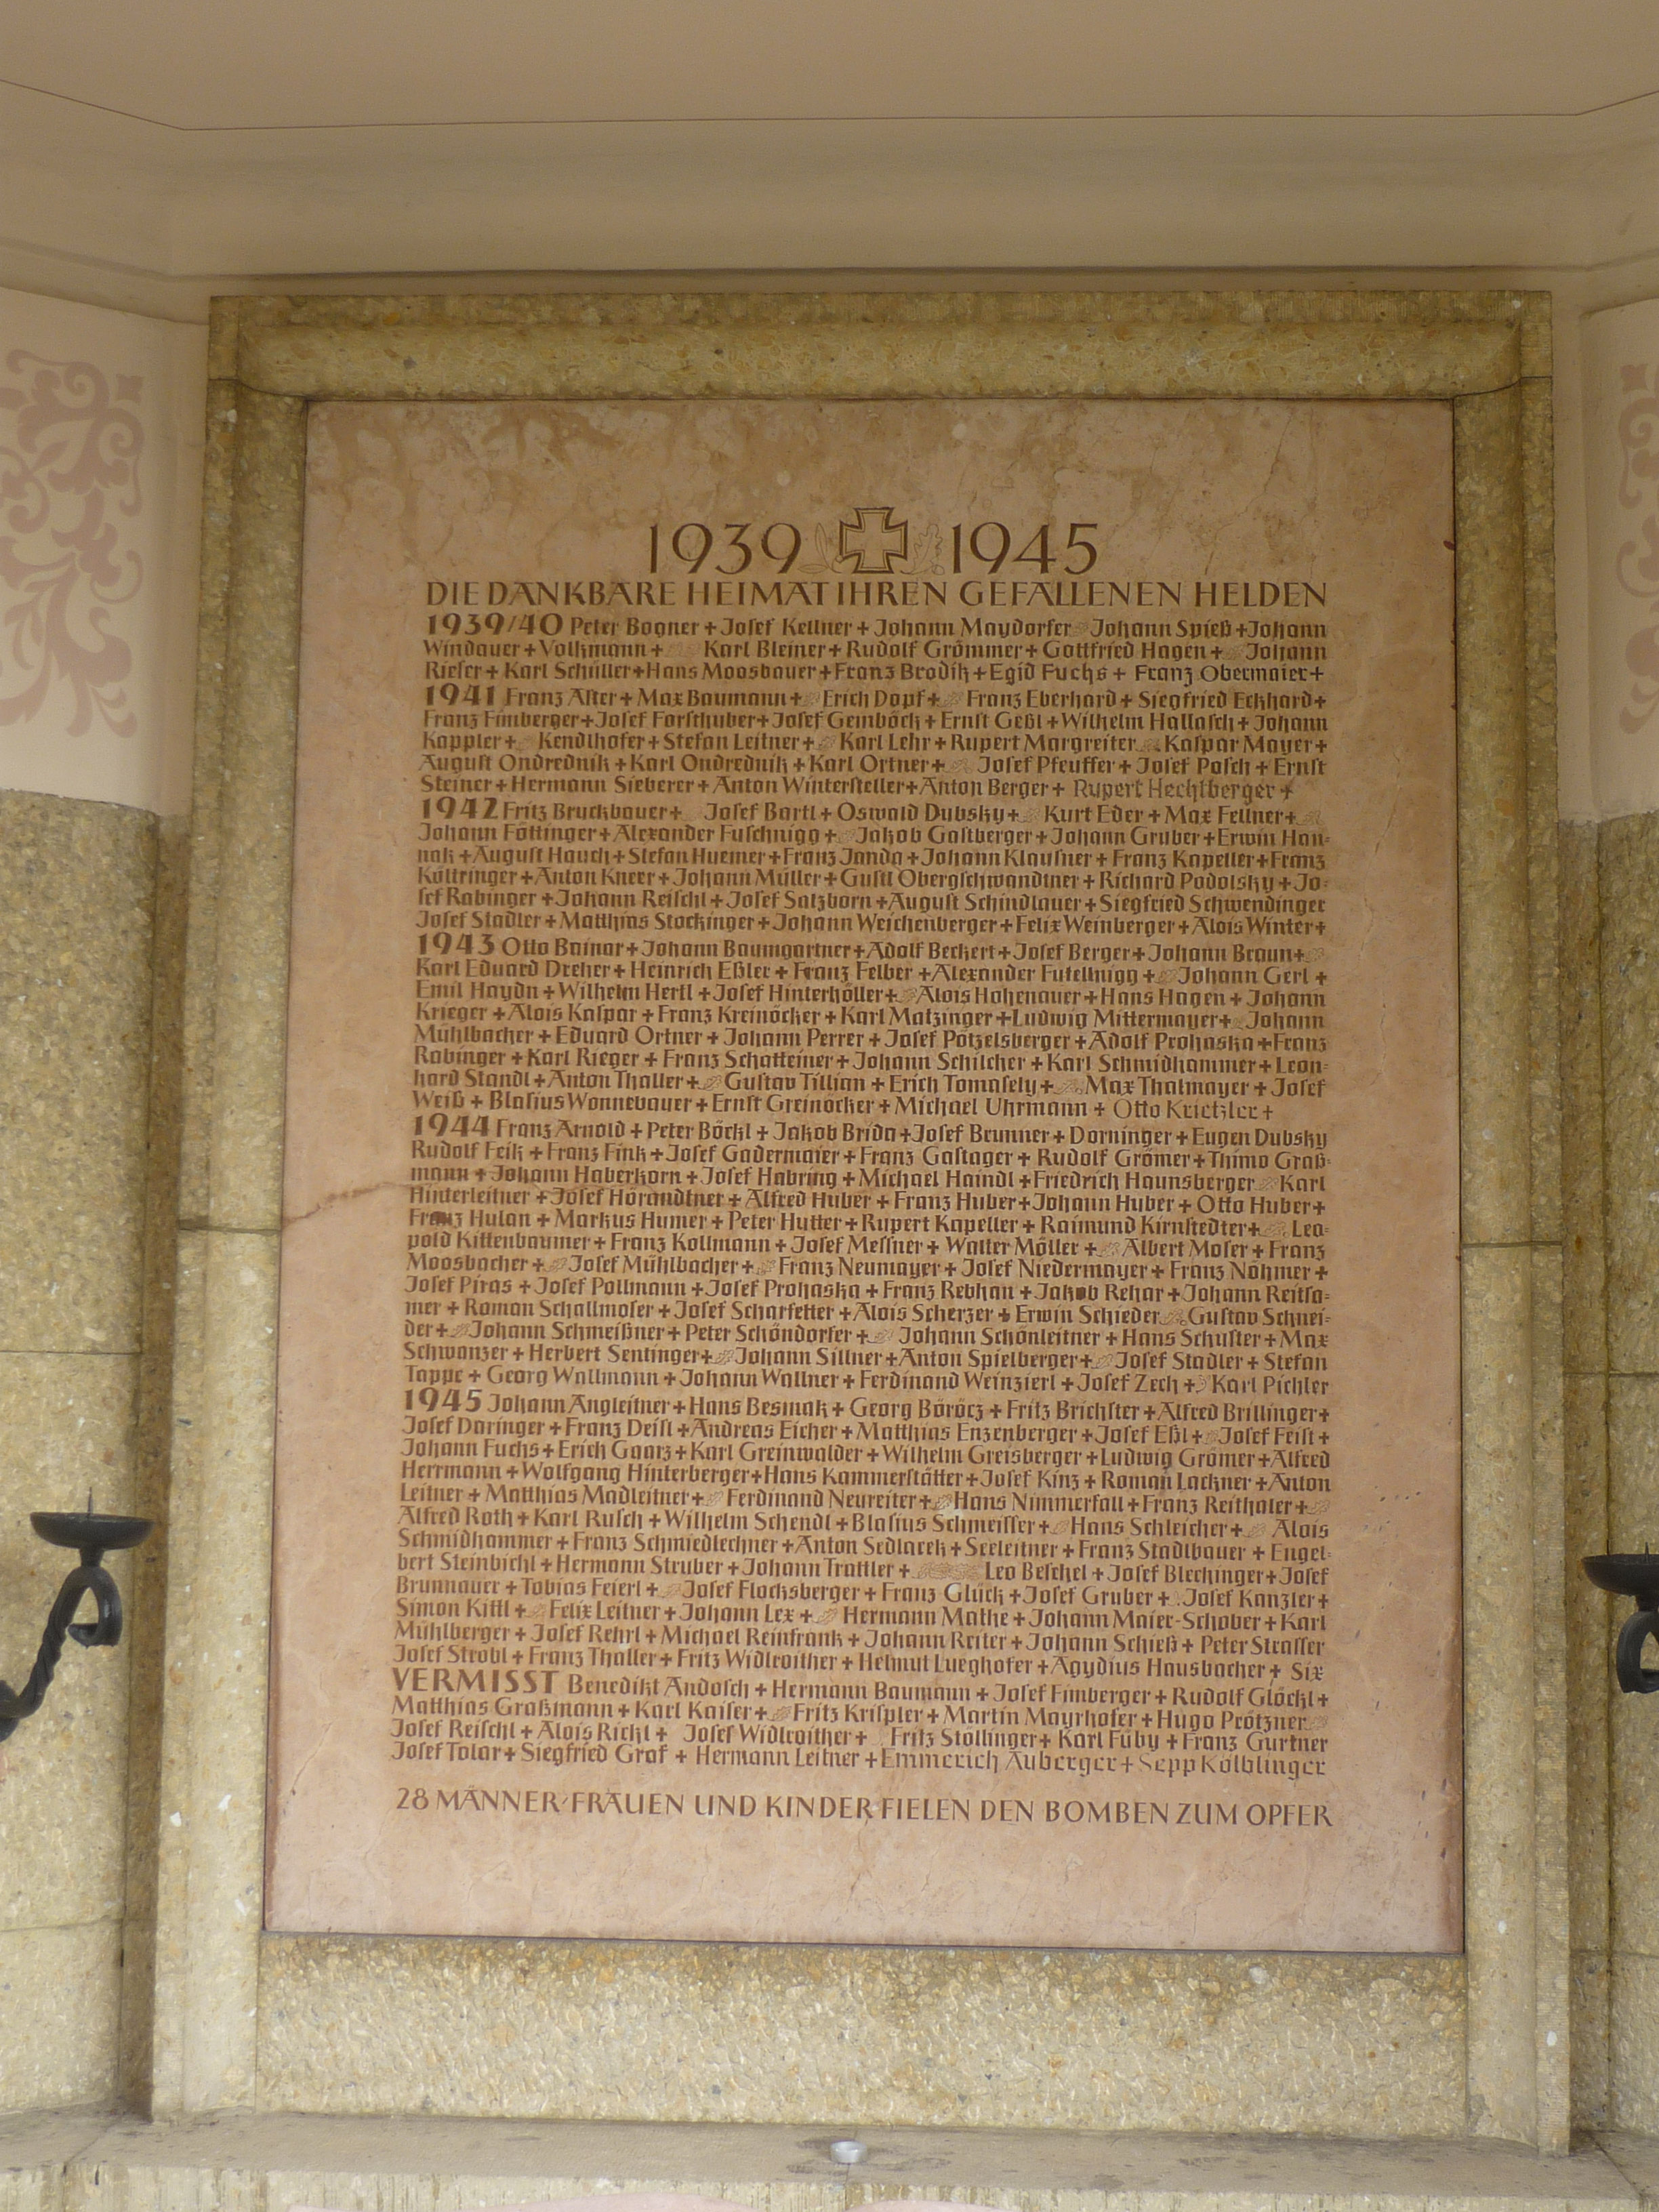 1939 1945
DIE DANKBARE HEIMAT IHREN GEFALLENEN HELDEN
1939/40 Peter Bogner + Josef Kellner + Johann Maydorfer Johann Spieß + Johann
Windauer + Volkmann + Karl Bleiner + Rudolf Grömmer + Gottfried Hagen + Johann
Rieser + Karl Schüller + Hans Moosbauer + Franz Brodik + Egid Fuchs + Franz Obermaier +
1941 Franz Aster + Max Baumann + Erich Dopf + Franz Eberhard + Siegfried Eckhard +
Franz Fimberger + Josef Forsthuber + Josef Gemböck + Ernst Geßl + Wilhelm Hallasch + Johann
Kappler + Kendlhofer + Stefan Leitner + Karl Lehr + Rupert Margreiter Kaspar Mayer +
August Ondrednik + Karl Ondrednik + Karl Ortner + Josef Pfeuffer + Josef Posch + Ernst
Steiner + Hermann Sieberer + Anton Wintersteller + Anton Berger + Rupert Hechlberger +
1942 Fritz Bruckbauer + Josef Bartl + Oswald Dubsky + Kurt Eder + Max Fellner +
Johann Föttinger + Alexander Fuschnigg + Jakob Gastberger + Johann Gruber + Erwin Han-
nak + August Hauch + Stefan Huemer + Franz Janda + Johann Klausner + Franz Kapeller + Franz
Költringer + Anton Kneer + Johann Müller + Gustl Obergschwandtner + Richard Podolsky + Jo-
sef Rabinger + Johann Reischl + Josef Salzborn + August Schindlauer + Siegfried Schwendinger
Josef Stadler + Matthias Stockinger + Johann Weichenberger + Felix Weinberger + Alois Winter +
1943 Otto Bainar + Johann Baumgartner + Adolf Beckert + Josef Berger + Johann Braun +
Karl Eduard Dreher + Heinrich Eßler + Franz Felber + Alexander Futellnigg + Johann Gerl +
Emil Haydn + Wilhelm Hertl + Josef Hinterhöller + Alois Hohenauer + Hans Hagen + Johann
Krieger + Alois Kaspar + Franz Kreinöcker + Karl Matzinger + Ludwig Mittermayer + Johann
Mühlbacher + Eduard Ortner + Johann Perrer + Josef Pötzelsberger + Adolf Prohaska + Franz
Rabinger + Karl Rieger + Franz Schatteiner + Johann Schilcher + Karl Schmidhammer + Leon-
hard Standl + Anton Thaller + Gustav Tillian + Erich Tomasely + Max Thalmayer + Josef
Weiß + Blasius Wonnebauer + Ernst Greinöcker + Michael Uhrmann + Otto Krietzler +
1944 Franz Arnold + Peter Böckl + Jakob Brida + Josef Brunner + Dorninger + Eugen Dubsky
Rudolf Feik + Franz Fink + Josef Gadermaier + Franz Gastager + Rudolf Grömer + Thimo Graß-
mann + Johann Haberkorn + Josef Habring + Michael Haindl + Friedrich Haunsberger Karl
Hinterleitner + Josef Hörandtner + Alfred Huber + Franz Huber + Johann Huber + Otto Huber +
Franz Hulan + Markus Humer + Peter Hutter + Rupert Kapeller + Raimund Kirnstedter + Leo-
pold Kittenbaumer + Franz Kollmann + Josef Messner + Walter Möller + Albert Moser + Franz
Moosbacher + Josef Mühlbacher + Franz Neumayer + Josef Niedermayer + Franz Nöhmer +
Josef Piras + Josef Pollmann + Josef Prohaska + Franz Rebhan + Jakob Rehar + Johann Reitsa-
mer + Roman Schallmoser + Josef Scharfetter + Alois Scherzer + Erwin Schieder Gustav Schnei-
der + Johann Schmeißner + Peter Schöndorfer + Johann Schönleitner + Hans Schuster + Max
Schwanzer + Herbert Sentinger + Johann Sillner + Anton Spielberger + Josef Stadler + Stefan
Tappe + Georg Wallmann + Johann Wallner + Ferdinand Weinzierl + Josef Zech + Karl Pichler
1945 Johann Angleitner + Hans Besmak + Georg Böröcz + Fritz Brichster + Alfred Brillinger +
Josef Daringer + Franz Deisl + Andreas Eicher + Matthias Enzenberger + Josef Eßl + Josef Feist +
Johann Fuchs + Erich Gaarz + Karl Greinwalder + Wilhelm Greisberger + Ludwig Grömer + Alfred
Herrmann + Wolfgang Hinterberger + Hans Kammerstätter + Josef Kinz + Roman Lackner + Anton
Leitner + Matthias Madleitner + Ferdinand Neureiter + Hans Nimmerfall + Franz Reithaler +
Alfred Roth + Karl Rusch + Wilhelm Schendl + Blasius Schmeisser + Hans Schleicher + Alois
Schmidhammer + Franz Schmiedlechner + Anton Sedlacek + Seeleitner + Franz Stadlbauer + Engel-
bert Steinbichl + Hermann Struber + Johann Trattler + Leo Beschel + Josef Blechinger + Josef
Brunnauer + Tobias Feierl + Josef Flocksberger + Franz Glück + Josef Gruber + Josef Kanzler +
Simon Kittl + Felix Leitner + Johann Lex + Hermann Mathe + Johann Maier-Schober + Karl
Mühlberger + Josef Rehrl + Michael Reinfrank + Johann Reiter + Johann Schieß + Peter Strasser
Josef Strobl + Franz Thaller + Fritz Widlroither + Helmut Lueghofer + Agydius Hausbacher + Six
VERMISST Benedikt Andosch + Hermann Baumann + Josef Fimberger + Rudolf Glöckl +
Matthias Graßmann + Karl Kaiser + Fritz Krispler + Martin Mayrhofer + Hugo Prötzner
Josef Reischl + Alois Rickl + Josef Widlroither + Fritz Stöllinger + Karl Füby + Franz Gurtner
Josef Tolar + Siegfried Graf + Hermann Leitner + Emmerich Auberger + Sepp Kölblinger
28 MÄNNER FRAUEN UND KINDER FIELEN DEN BOMBEN ZUM OPFER